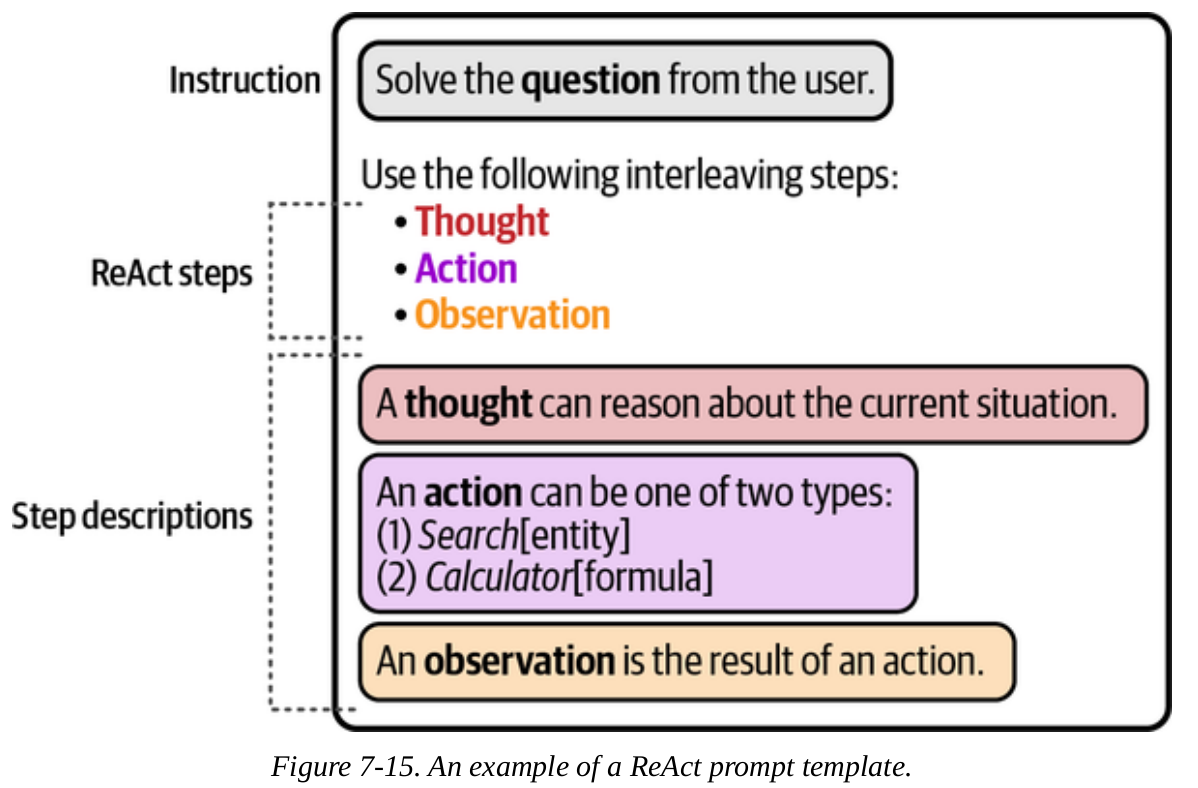 Instruction
Solve the question from the user.
Use the following interleaving steps:
ReAct steps
• Thought
• Action
• Observation
Step descriptions
A thought can reason about the current situation.
An action can be one of two types:
(1) Search[entity]
(2) Calculator[formula]
An observation is the result of an action.
Figure 7-15. An example of a ReAct prompt template.